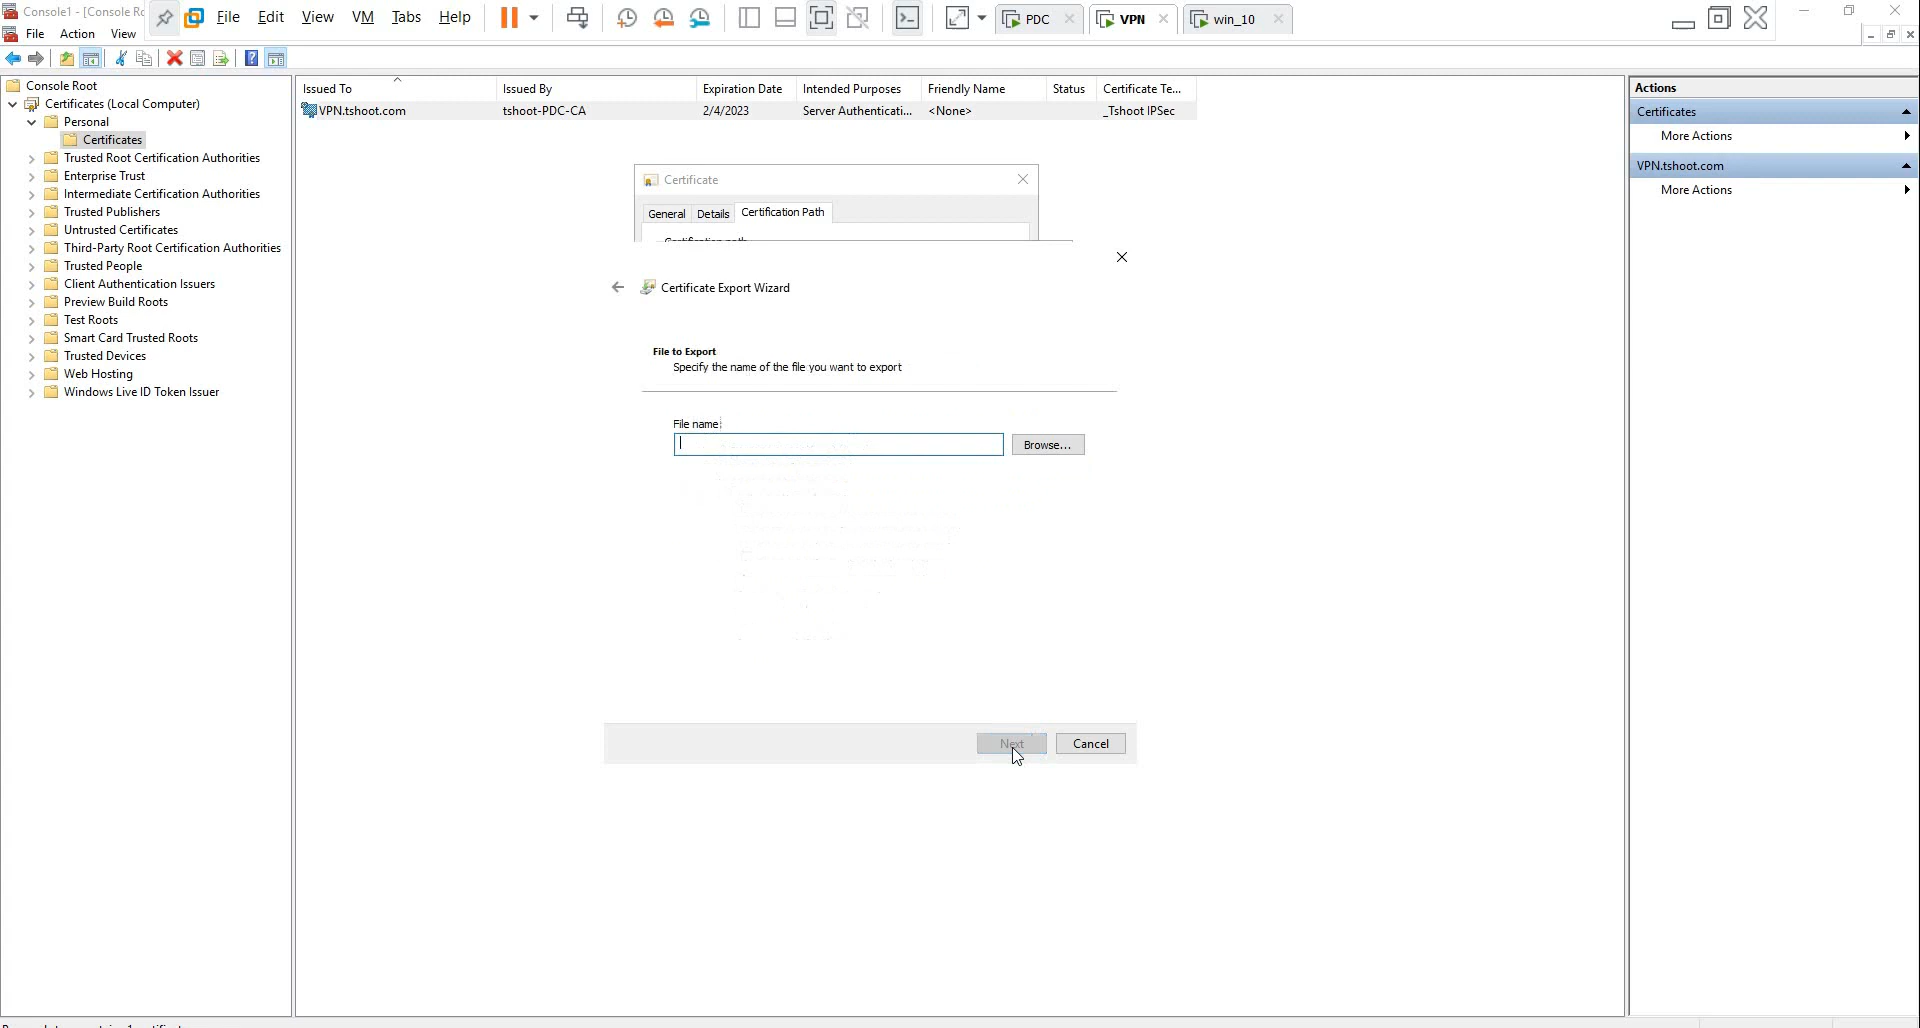 Console1 - [Console Ro
File Edit View VM Tabs Help
PDC
VPN
win_10
File Action View
Console Root
Certificates (Local Computer)
Personal
Certificates
Trusted Root Certification Authorities
Enterprise Trust
Intermediate Certification Authorities
Trusted Publishers
Untrusted Certificates
Third-Party Root Certification Authorities
Trusted People
Client Authentication Issuers
Preview Build Roots
Test Roots
Smart Card Trusted Roots
Trusted Devices
Web Hosting
Windows Live ID Token Issuer
Issued To Issued By Expiration Date Intended Purposes Friendly Name Status Certificate Te...
VPN.tshoot.com tshoot-PDC-CA 2/4/2023 Server Authenticati... <None> _Tshoot IPSec
Certificate
General Details Certification Path
Certification path
Certificate Export Wizard
File to Export
Specify the name of the file you want to export
File name:
Browse...
Next Cancel
Actions
Certificates
More Actions
VPN.tshoot.com
More Actions